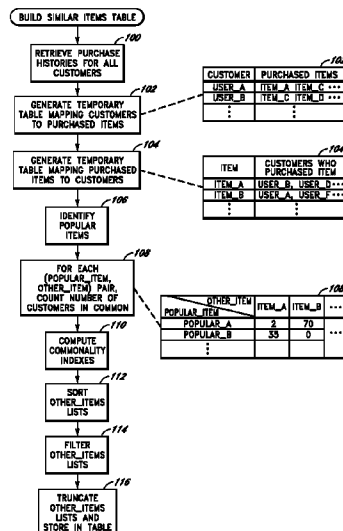 BUILD SIMILAR ITEMS TABLE
100
RETRIEVE PURCHASE
HISTORIES FOR ALL
CUSTOMERS
102
GENERATE TEMPORARY
TABLE MAPPING CUSTOMERS
TO PURCHASED ITEMS
CUSTOMER PURCHASED ITEMS
USER_A ITEM_A ITEM_C ···
USER_B ITEM_C ITEM_D ···
104
GENERATE TEMPORARY
TABLE MAPPING PURCHASED
ITEMS TO CUSTOMERS
104
ITEM CUSTOMERS WHO
PURCHASED ITEM
ITEM_A USER_B, USER_D ···
ITEM_B USER_A, USER_F ···
106
IDENTIFY
POPULAR
ITEMS
108
FOR EACH
(POPULAR_ITEM,
OTHER_ITEM) PAIR,
COUNT NUMBER OF
CUSTOMERS IN COMMON
OTHER_ITEM ITEM_A ITEM_B ···
POPULAR_ITEM
POPULAR_A 2 70
POPULAR_B 35 0
110
COMPUTE
COMMONALITY
INDEXES
112
SORT
OTHER_ITEMS
LISTS
114
FILTER
OTHER_ITEMS
LISTS
116
TRUNCATE
OTHER_ITEMS
LISTS AND
STORE IN TABLE